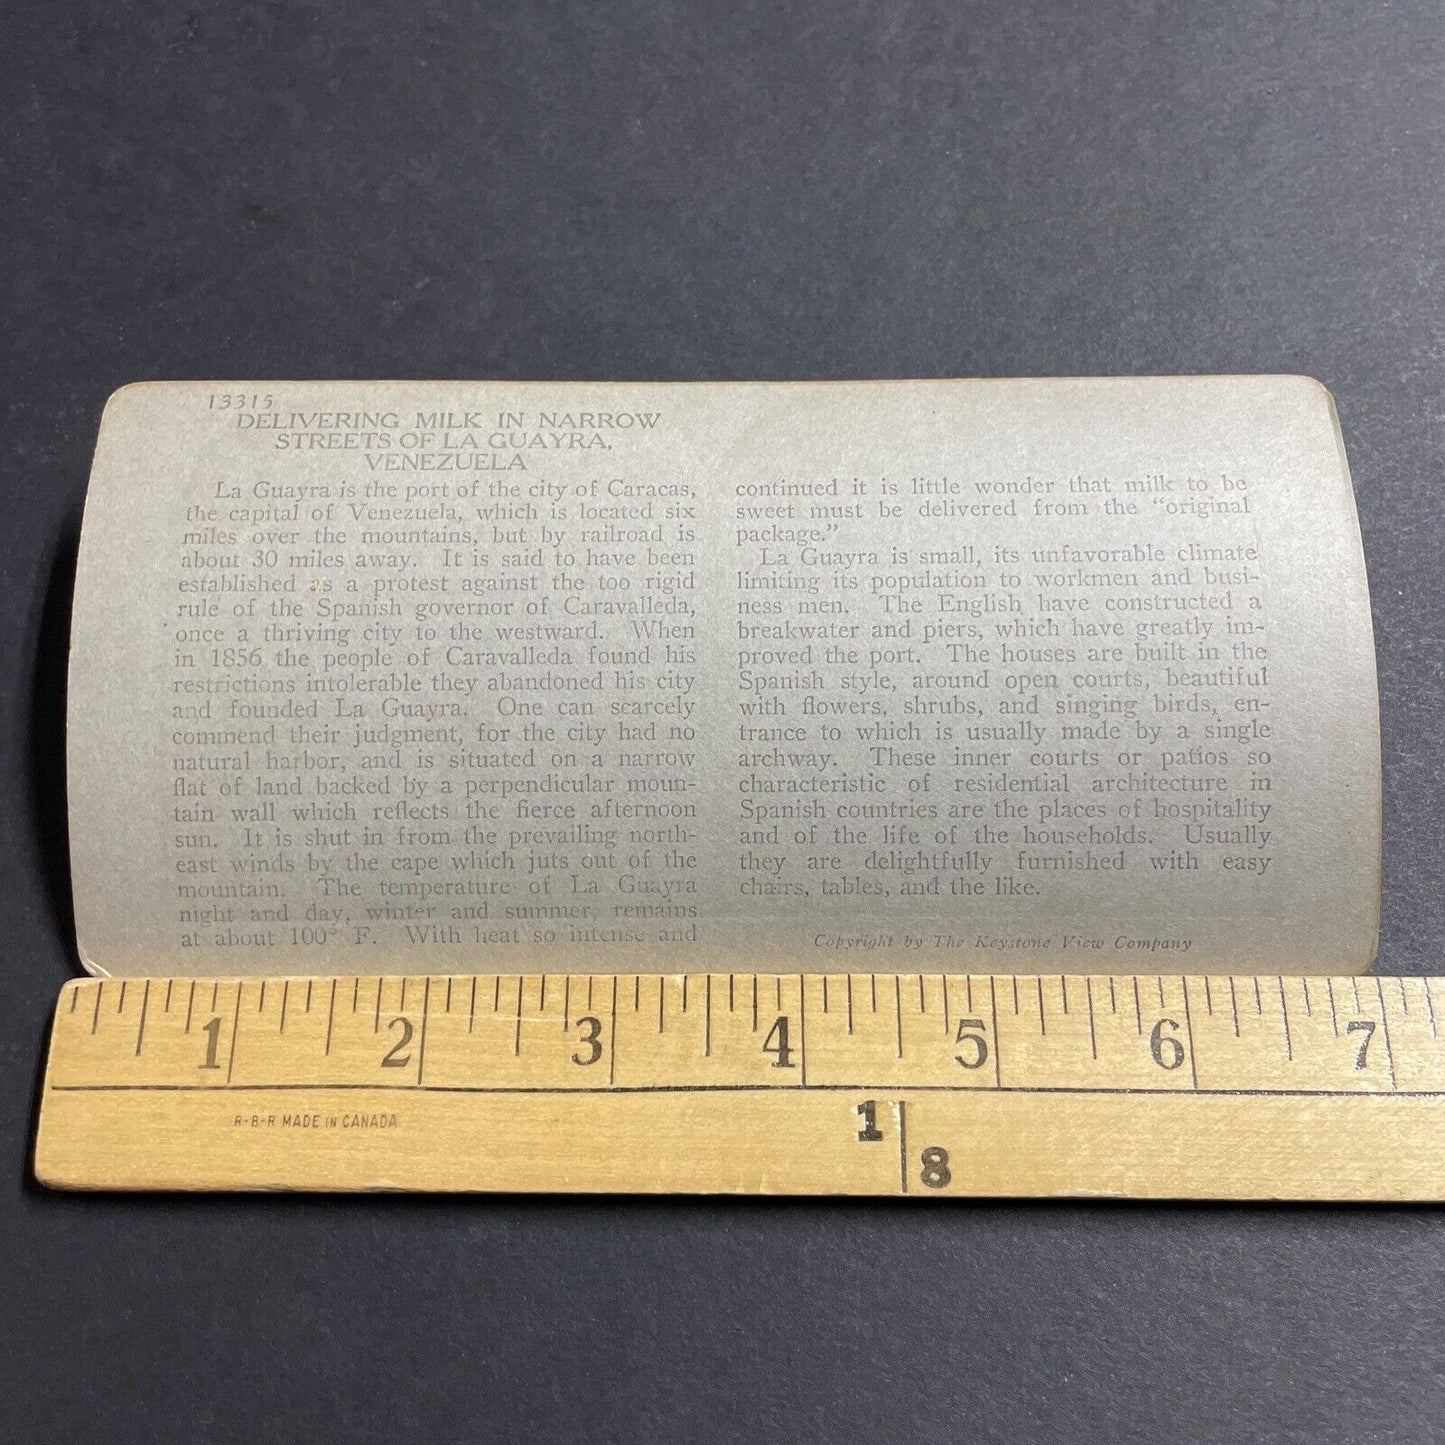 13315
DELIVERING MILK IN NARROW
STREETS OF LA GUAYRA,
VENEZUELA
La Guayra is the port of the city of Caracas,
the capital of Venezuela, which is located six
miles over the mountains, but by railroad is
about 30 miles away. It is said to have been
established as a protest against the too rigid
rule of the Spanish governor of Caravalleda,
once a thriving city to the westward. When
in 1856 the people of Caravalleda found his
restrictions intolerable they abandoned his city
and founded La Guayra. One can scarcely
commend their judgment, for the city had no
natural harbor, and is situated on a narrow
flat of land backed by a perpendicular moun-
tain wall which reflects the fierce afternoon
sun. It is shut in from the prevailing north-
east winds by the cape which juts out of the
mountain. The temperature of La Guayra
night and day, winter and summer, remains
at about 100° F. With heat so intense and
continued it is little wonder that milk to be
sweet must be delivered from the "original
package."
La Guayra is small, its unfavorable climate
limiting its population to workmen and busi-
ness men. The English have constructed a
breakwater and piers, which have greatly im-
proved the port. The houses are built in the
Spanish style, around open courts, beautiful
with flowers, shrubs, and singing birds, en-
trance to which is usually made by a single
archway. These inner courts or patios so
characteristic of residential architecture in
Spanish countries are the places of hospitality
and of the life of the households. Usually
they are delightfully furnished with easy
chairs, tables, and the like.
Copyright by The Keystone View Company
1 2 3 4 5 6 7
R-B-R MADE IN CANADA
1
8